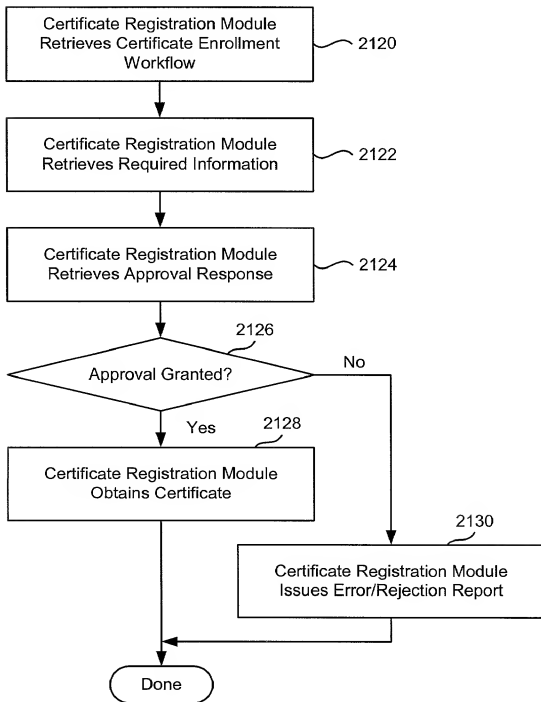 Certificate Registration Module
Retrieves Certificate Enrollment
Workflow
2120
Certificate Registration Module
Retrieves Required Information
2122
Certificate Registration Module
Retrieves Approval Response
2124
2126
Approval Granted?
No
Yes
2128
Certificate Registration Module
Obtains Certificate
2130
Certificate Registration Module
Issues Error/Rejection Report
Done